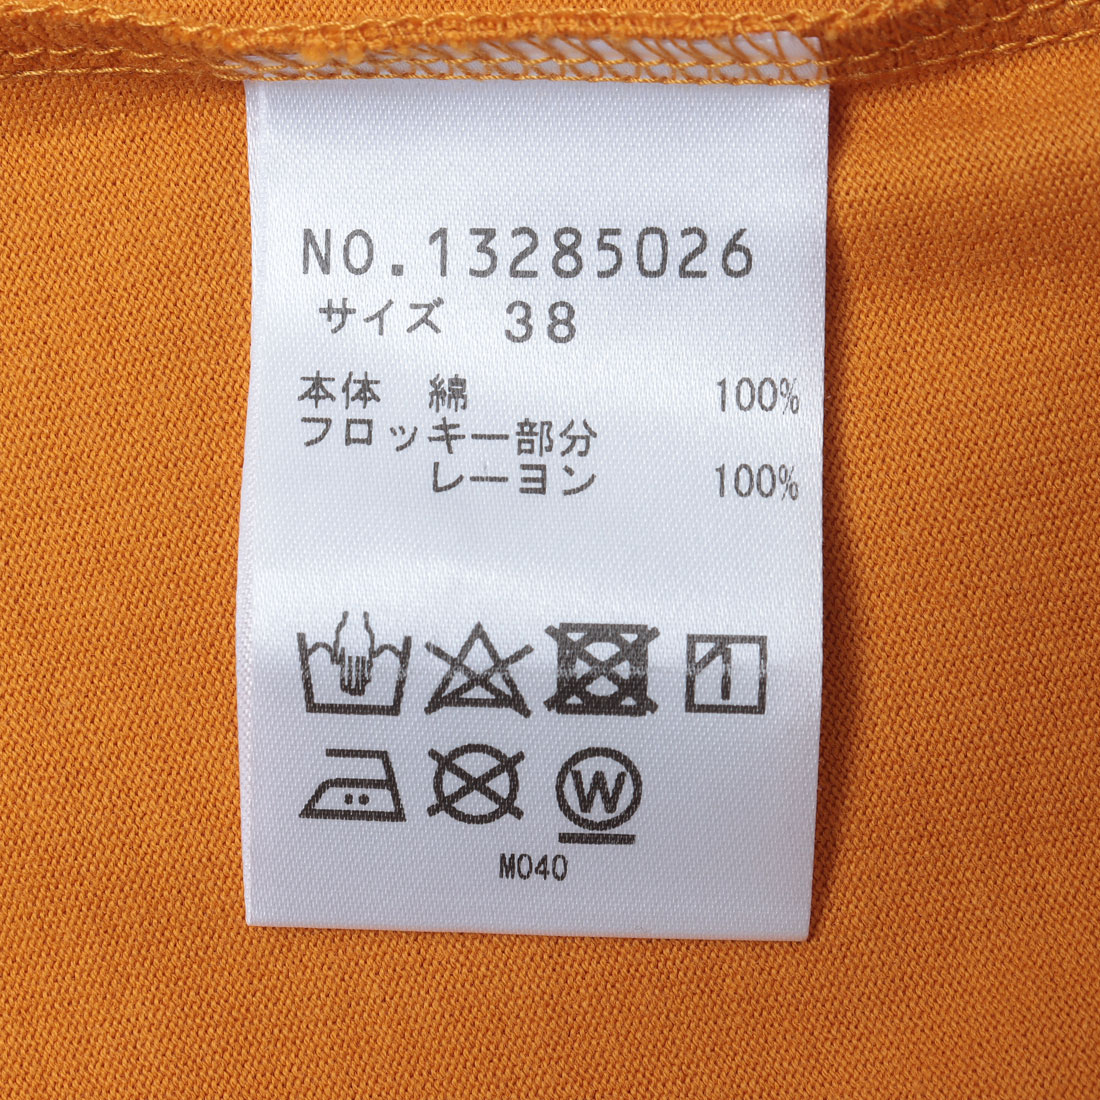 NO.13285026
サイズ 38
本体 綿 100%
フロッキー部分
レーヨン 100%
W
M040